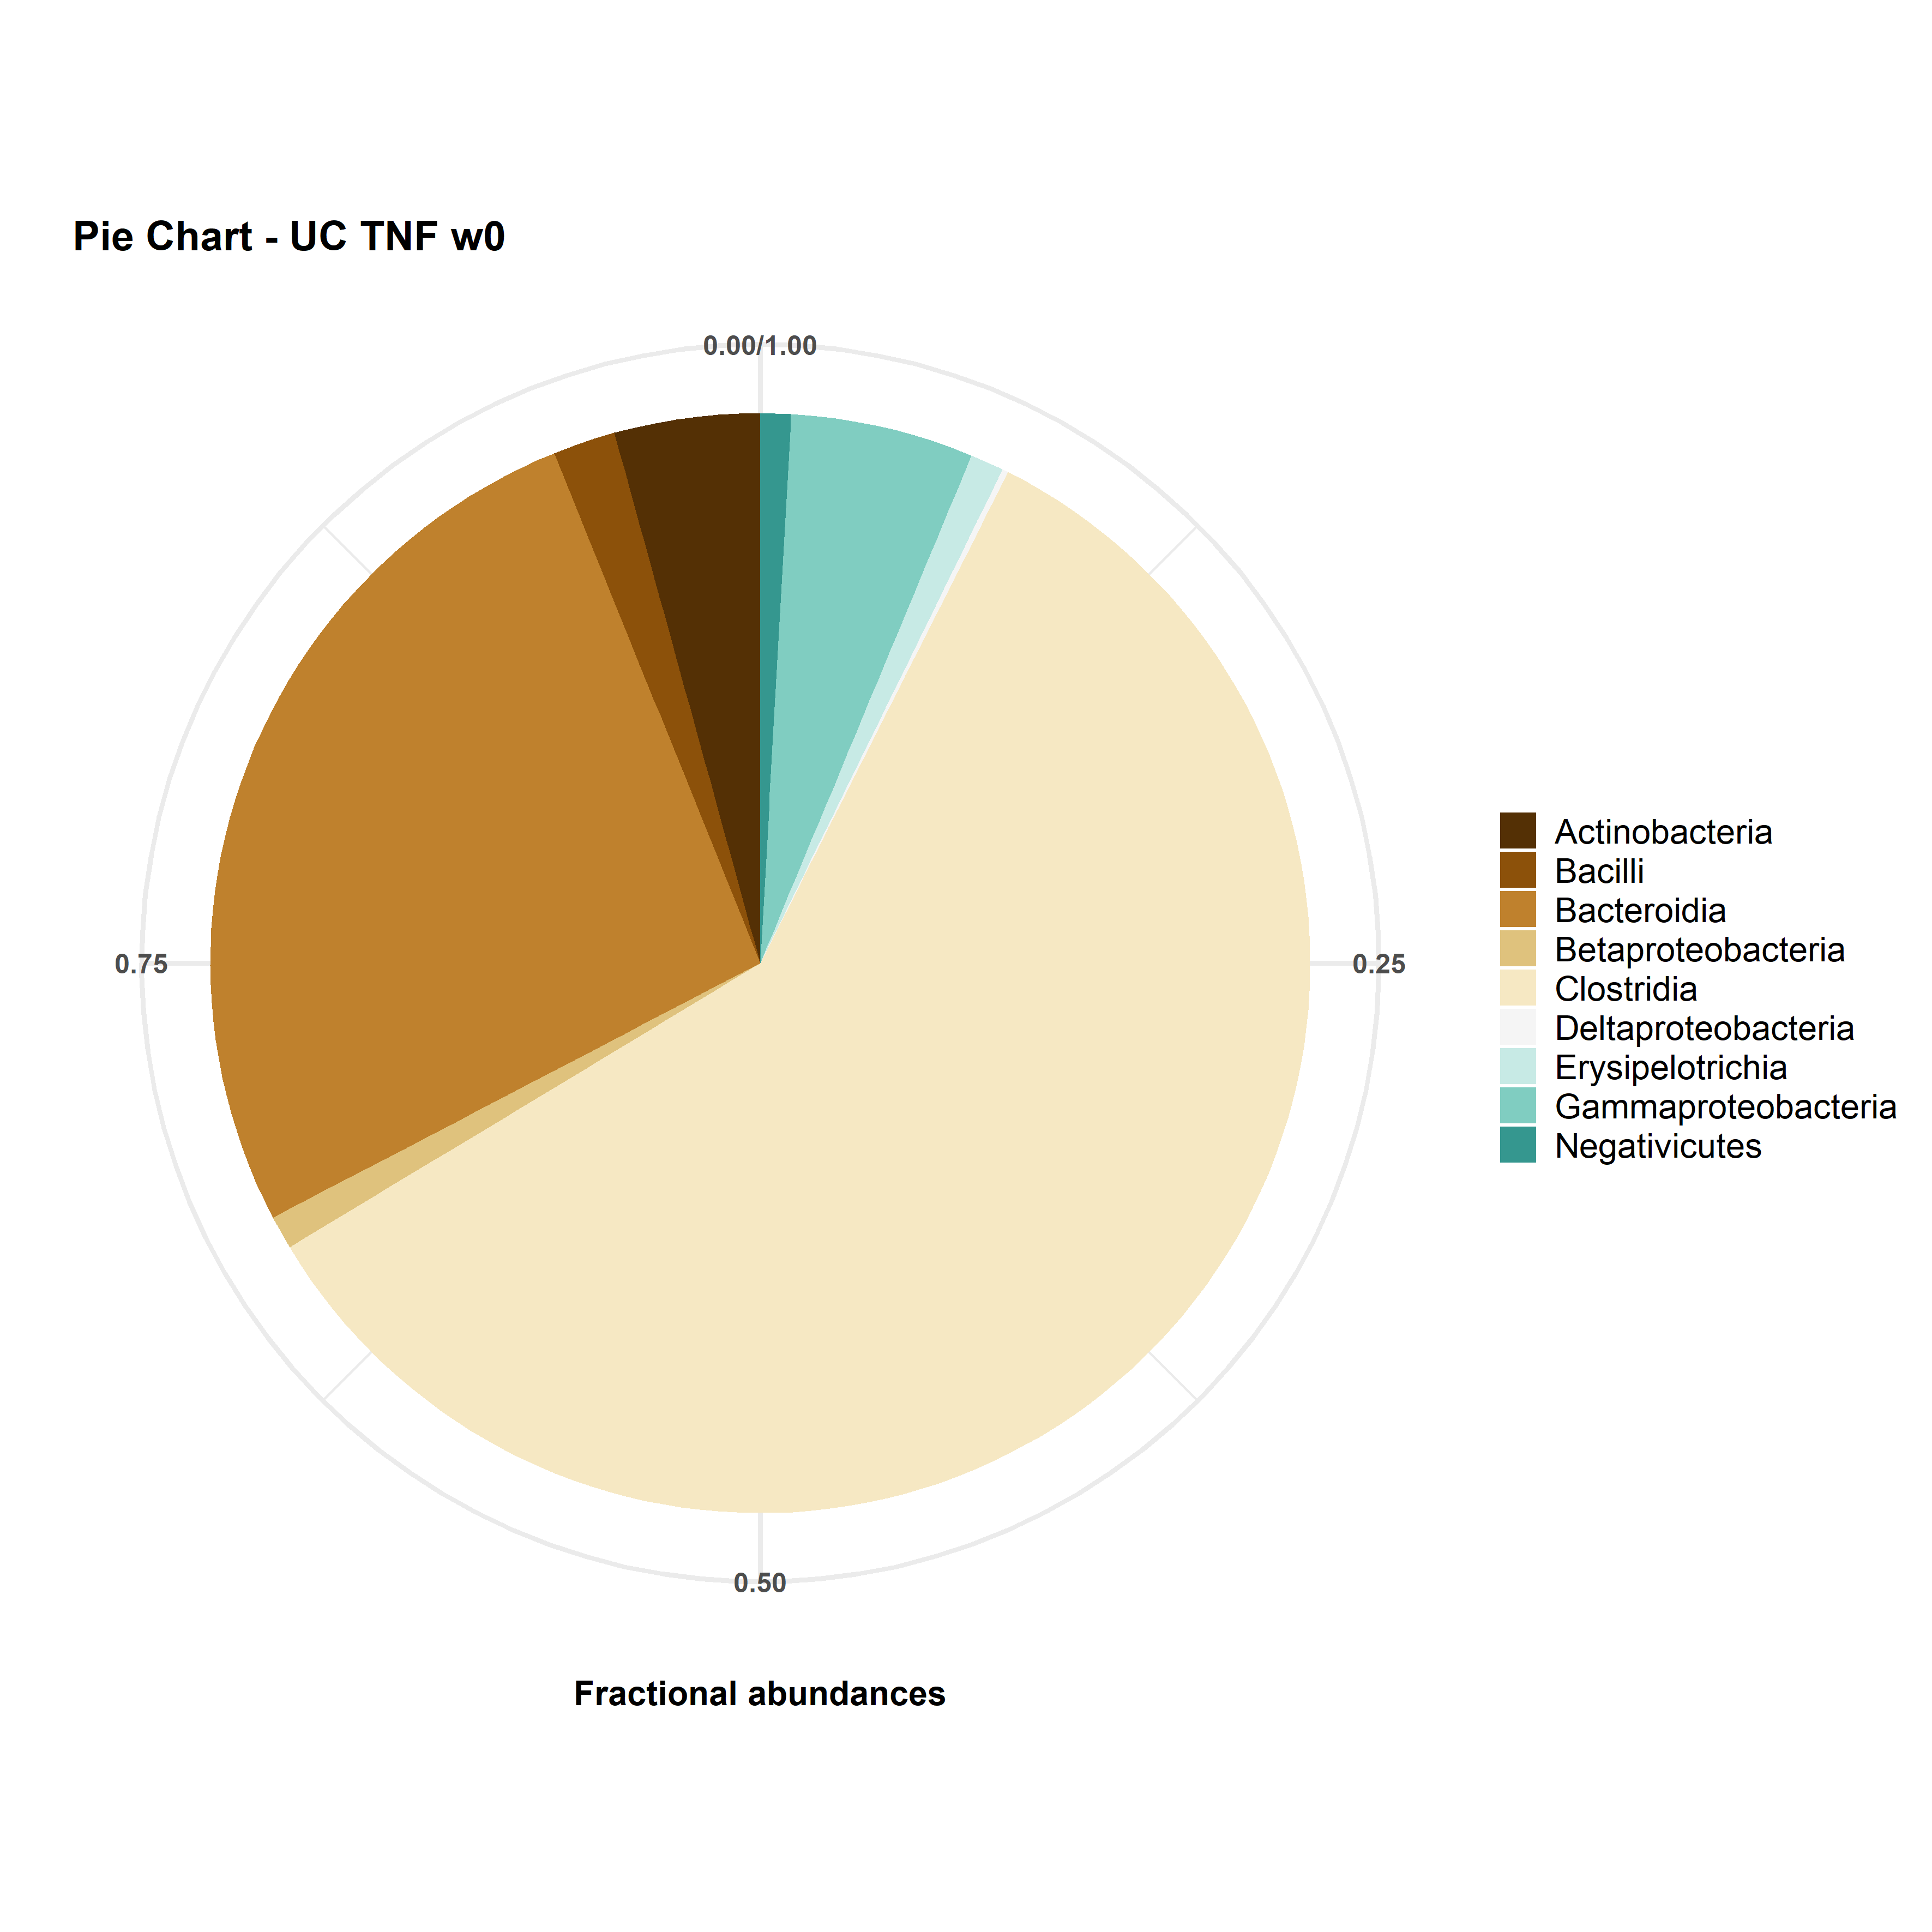 Pie Chart - UC TNF w0
0.00/1.00
0.75
0.25
0.50
Fractional abundances
Actinobacteria
Bacilli
Bacteroidia
Betaproteobacteria
Clostridia
Deltaproteobacteria
Erysipelotrichia
Gammaproteobacteria
Negativicutes